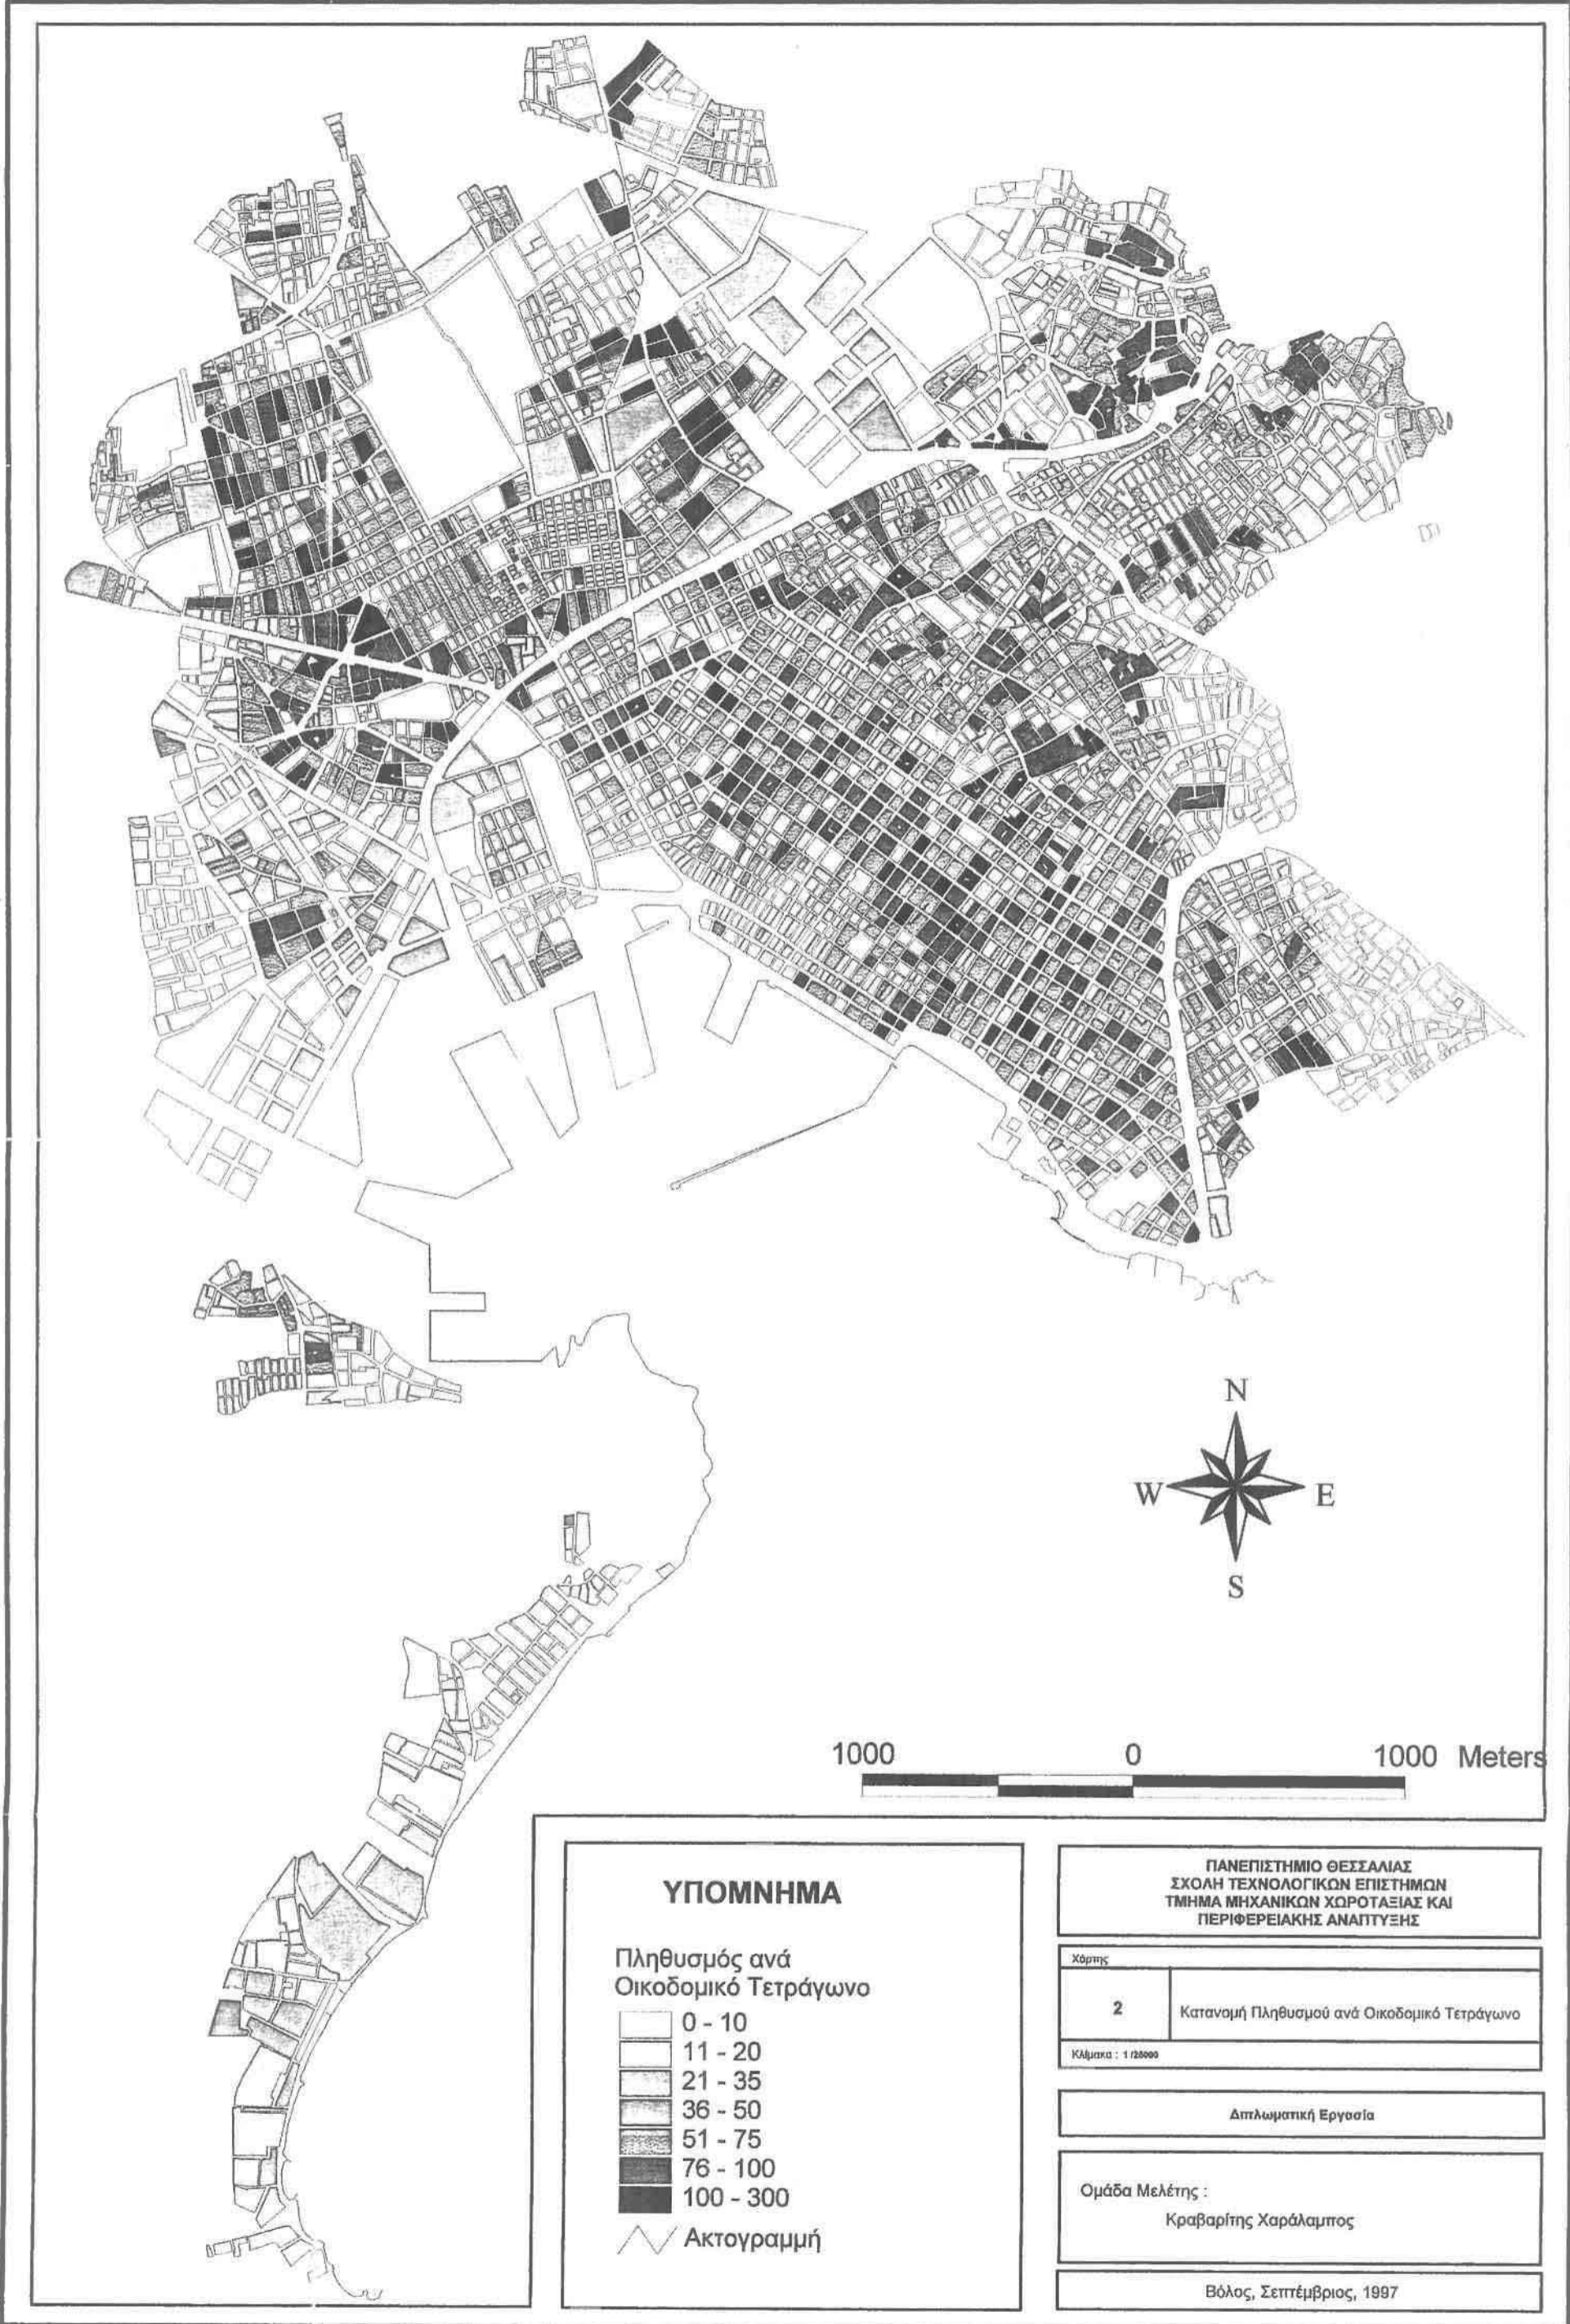 N
W E
S
1000 0 1000 Meters
ΥΠΟΜΝΗΜΑ
Πληθυσμός ανά
Οικοδομικό Τετράγωνο
0 - 10
11 - 20
21 - 35
36 - 50
51 - 75
76 - 100
100 - 300
Ακτογραμμή
ΠΑΝΕΠΙΣΤΗΜΙΟ ΘΕΣΣΑΛΙΑΣ
ΣΧΟΛΗ ΤΕΧΝΟΛΟΓΙΚΩΝ ΕΠΙΣΤΗΜΩΝ
ΤΜΗΜΑ ΜΗΧΑΝΙΚΩΝ ΧΩΡΟΤΑΞΙΑΣ ΚΑΙ
ΠΕΡΙΦΕΡΕΙΑΚΗΣ ΑΝΑΠΤΥΞΗΣ
Χάρτης
2 Κατανομή Πληθυσμού ανά Οικοδομικό Τετράγωνο
Κλίμακα :
Διπλωματική Εργασία
Ομάδα Μελέτης :
Κραβαρίτης Χαράλαμπος
Βόλος, Σεπτέμβριος, 1997